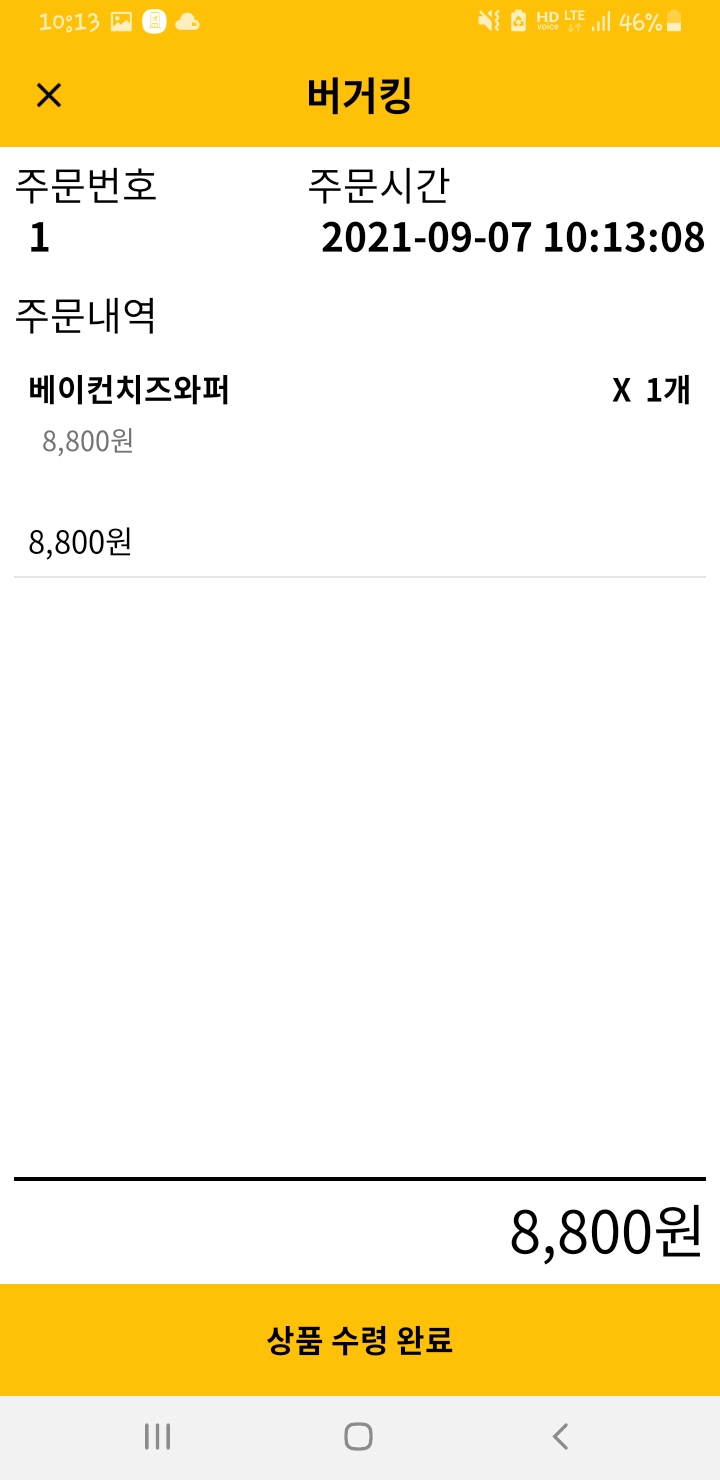 10:13 HD voice LTE 46%
버거킹
주문번호 주문시간
1 2021-09-07 10:13:08
주문내역
베이컨치즈와퍼 X 1개
8,800원
8,800원
8,800원
상품 수령 완료